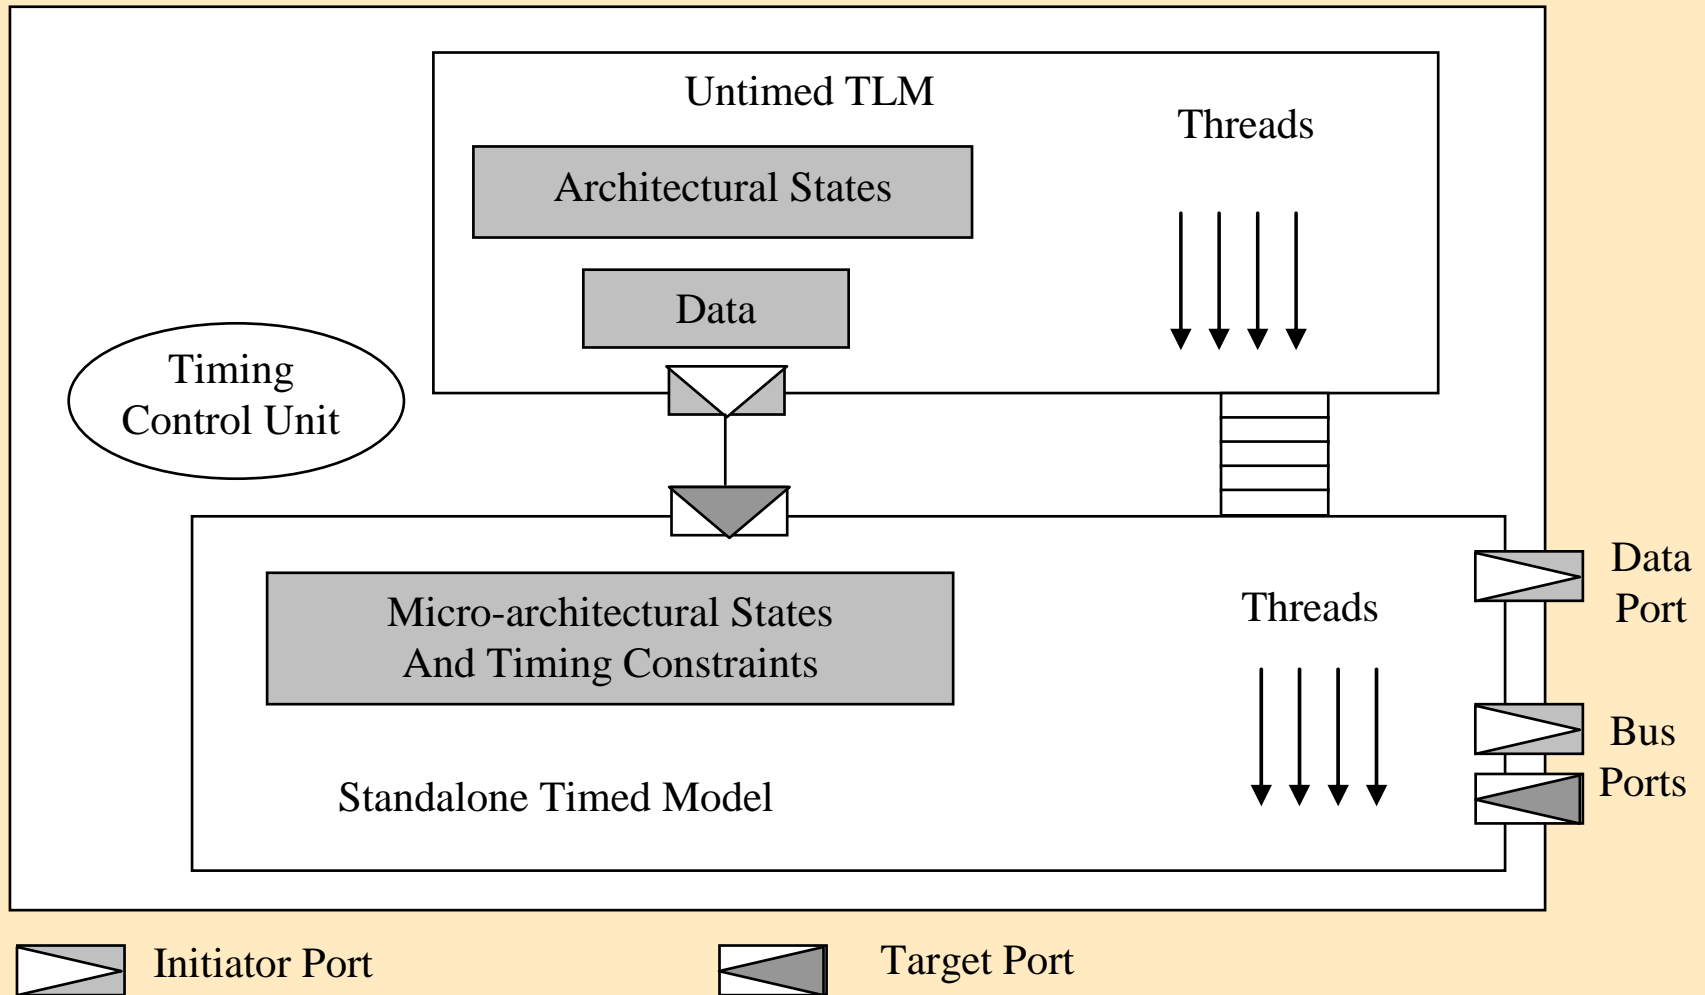 Untimed TLM
Threads
Architectural States
Data
Timing
Control Unit
Data
Port
Micro-architectural States
And Timing Constraints
Threads
Bus
Ports
Standalone Timed Model
Initiator Port
Target Port